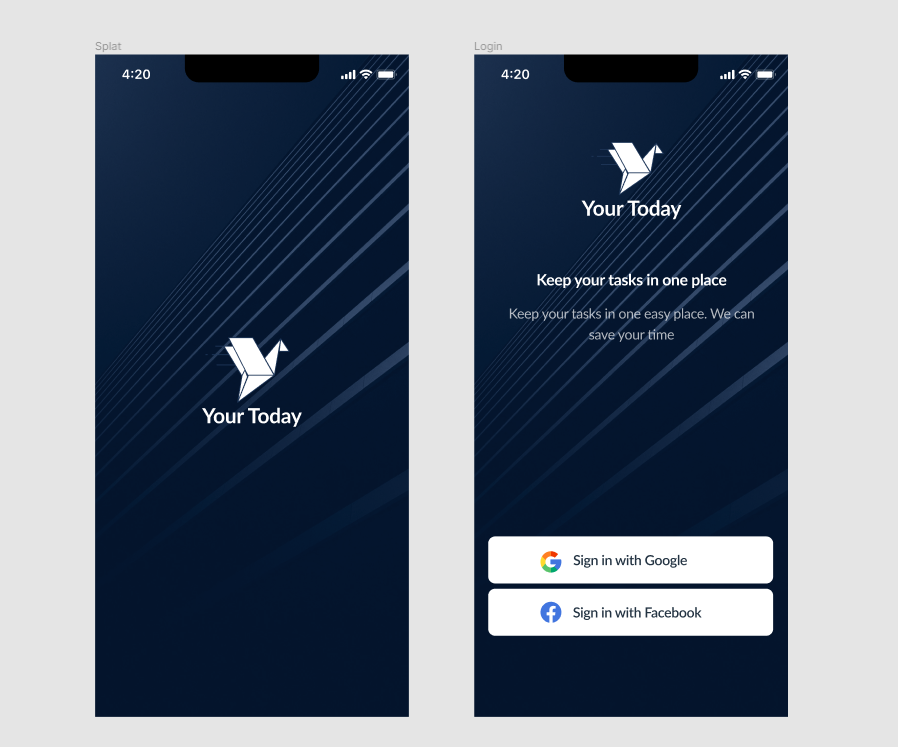 Splat
4:20
Your Today
Login
4:20
Your Today
Keep your tasks in one place
Keep your tasks in one easy place. We can
save your time
Sign in with Google
Sign in with Facebook